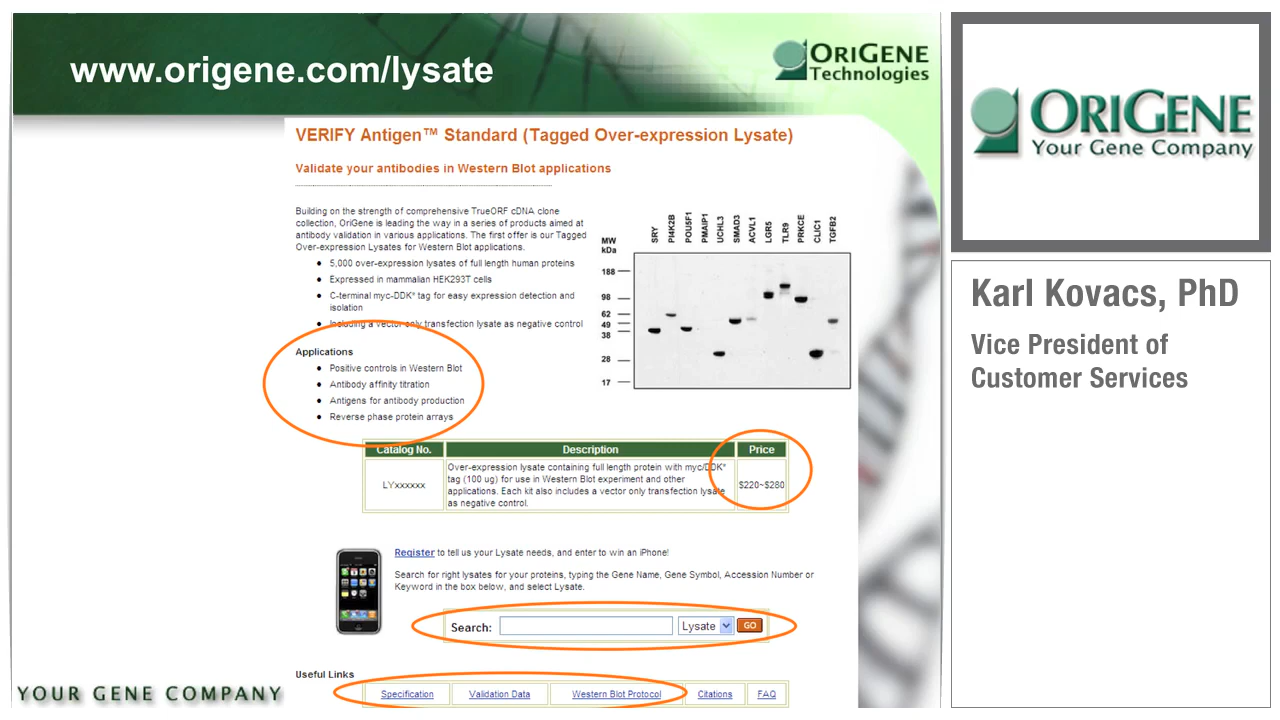 www.origene.com/lysate
ORIGENE
Technologies
VERIFY Antigen™ Standard (Tagged Over-expression Lysate)
Validate your antibodies in Western Blot applications
Building on the strength of comprehensive TrueORF cDNA clone
collection, OriGene is leading the way in a series of products aimed at
antibody validation in various applications. The first offer is our Tagged
Over-expression Lysates for Western Blot applications.
● 5,000 over-expression lysates of full length human proteins
● Expressed in mammalian HEK293T cells
● C-terminal myc-DDK* tag for easy expression detection and
isolation
● Including a vector only transfection lysate as negative control
MW
kDa
SRY PI4K2B POU5F1 PMAIP1 UCHL3 SMAD3 ACVL1 LGR5 TLR9 PRKCE CLIC1 TGFB2
188
98
62
49
38
28
17
Applications
● Positive controls in Western Blot
● Antibody affinity titration
● Antigens for antibody production
● Reverse phase protein arrays
Catalog No. Description Price
LYxxxxxx
Over-expression lysate containing full length protein with myc/DDK*
tag (100 ug) for use in Western Blot experiment and other
applications. Each kit also includes a vector only transfection lysate
as negative control.
$220~$280
Register to tell us your Lysate needs, and enter to win an iPhone!
Search for right lysates for your proteins, typing the Gene Name, Gene Symbol, Accession Number or
Keyword in the box below, and select Lysate.
Search: Lysate GO
Useful Links
Specification Validation Data Western Blot Protocol Citations FAQ
YOUR GENE COMPANY
ORIGENE
Your Gene Company
Karl Kovacs, PhD
Vice President of
Customer Services